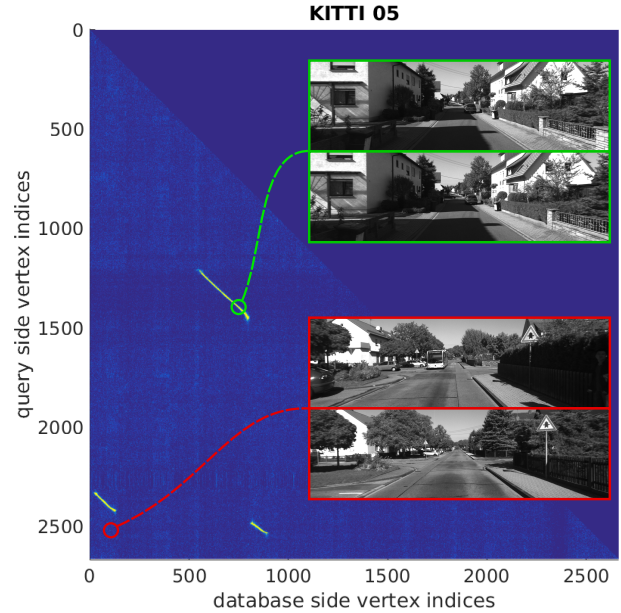 KITTI 05
0
500
1000
1500
2000
2500
query side vertex indices
0 500 1000 1500 2000 2500
database side vertex indices